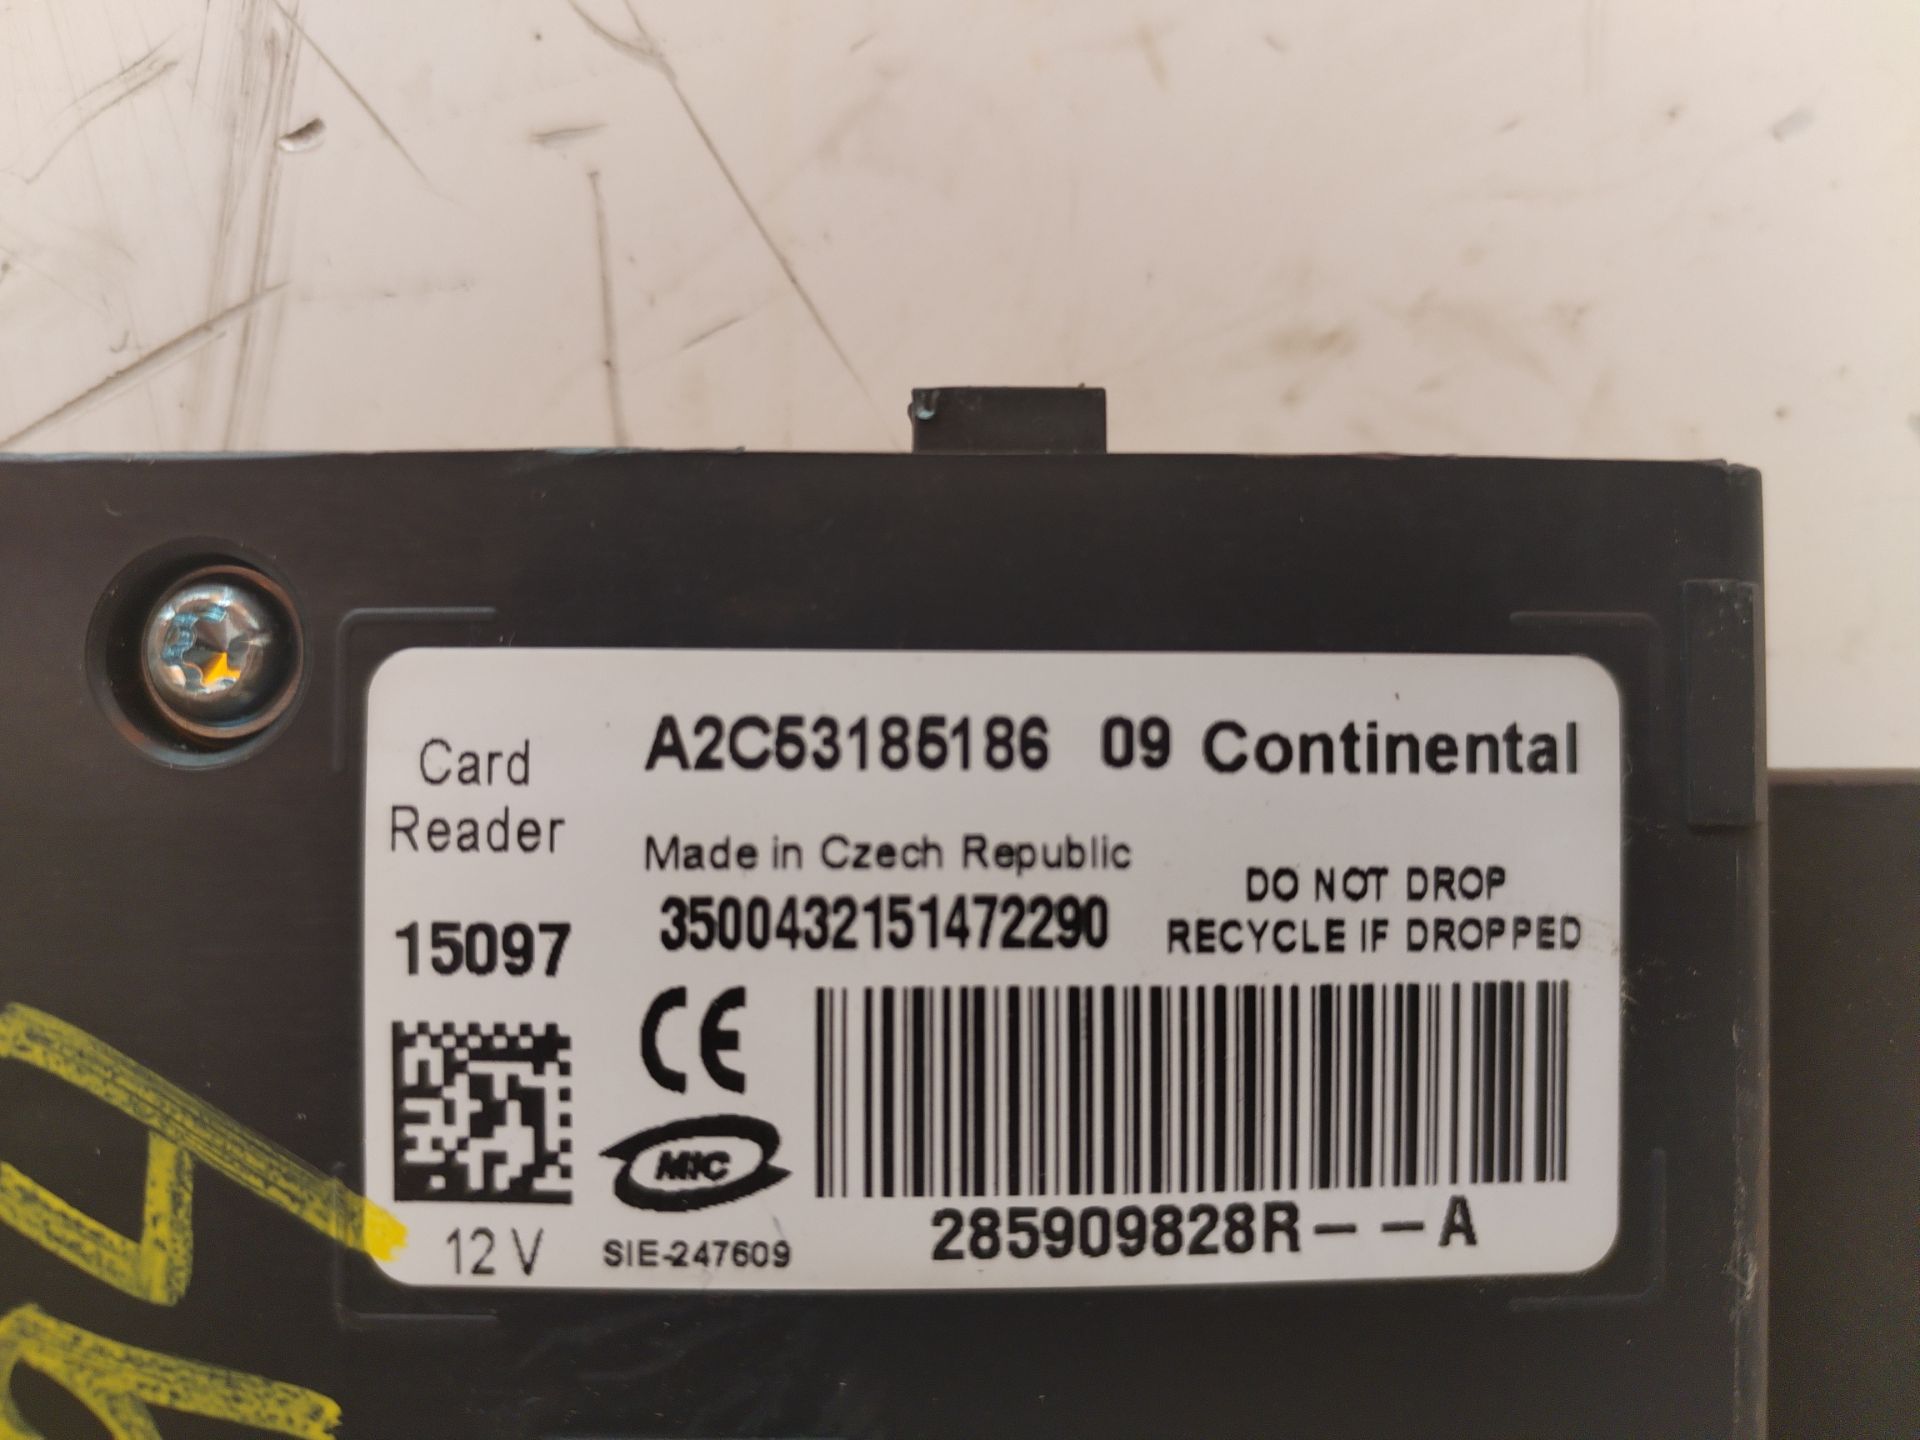 Card
Reader
15097
12 V
A2C53185186 09 Continental
Made in Czech Republic
3500432151472290
DO NOT DROP
RECYCLE IF DROPPED
CE
MIC
SIE-247609
285909828R--A